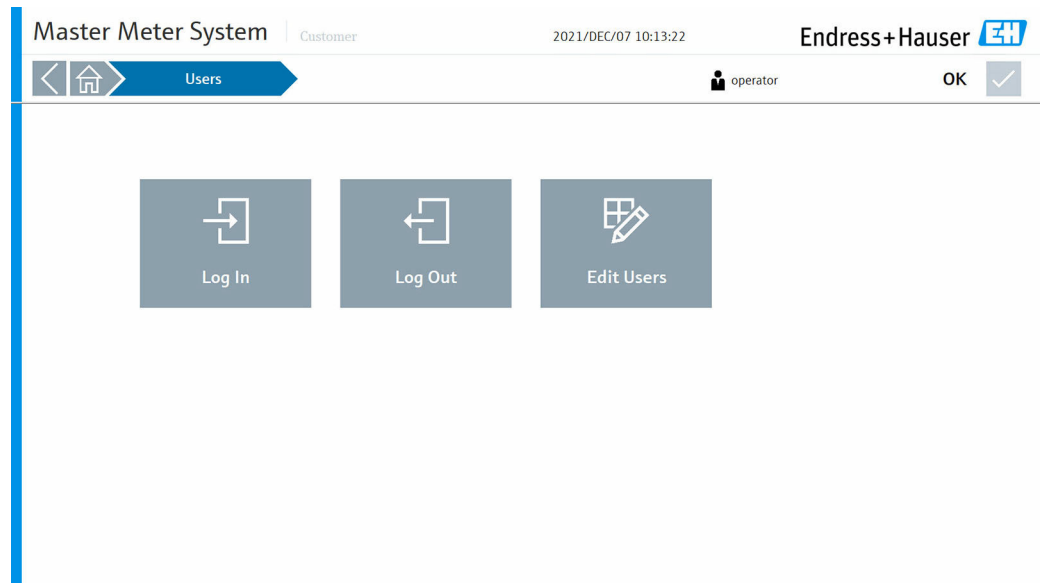 Master Meter System Customer 2021/DEC/07 10:13:22 Endress+Hauser EH
Users operator OK
Log In Log Out Edit Users